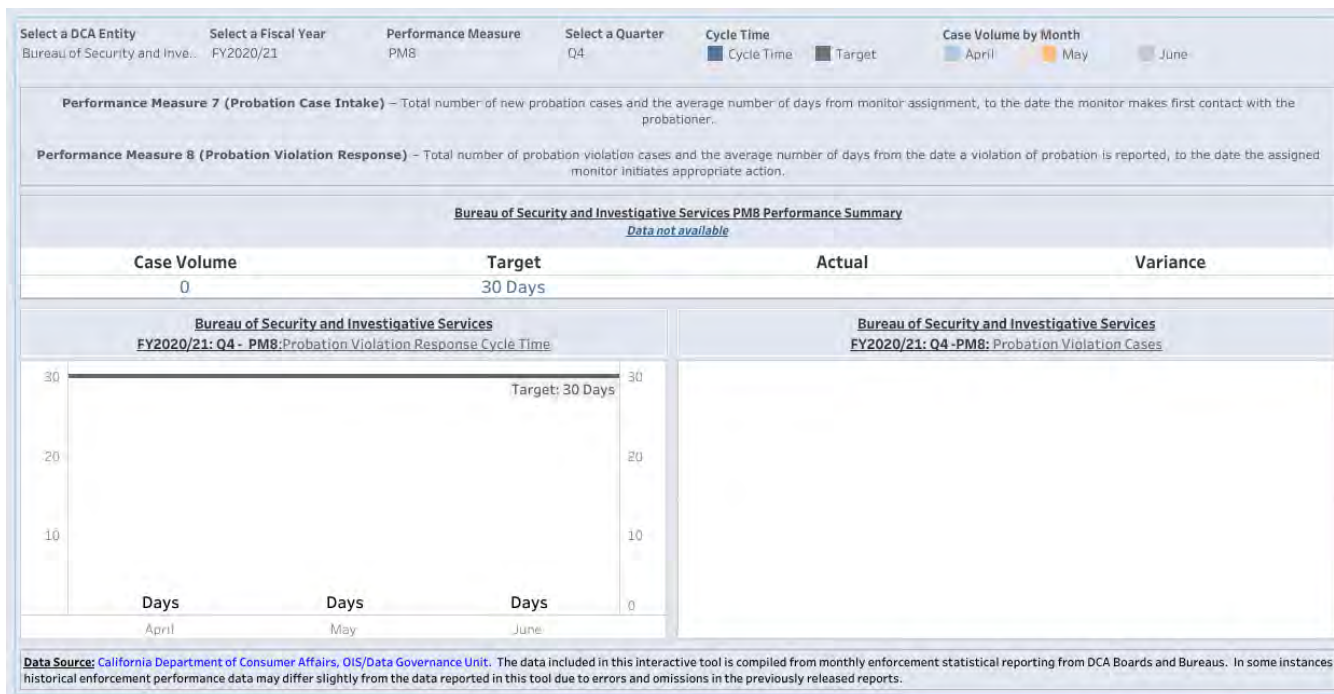 Select a DCA Entity Select a Fiscal Year Performance Measure Select a Quarter Cycle Time Case Volume by Month
Bureau of Security and Inve.. FY2020/21 PM8 Q4 Cycle Time Target April May June
Performance Measure 7 (Probation Case Intake) – Total number of new probation cases and the average number of days from monitor assignment, to the date the monitor makes first contact with the
probationer..
Performance Measure 8 (Probation Violation Response) – Total number of probation violation cases and the average number of days from the date a violation of probation is reported, to the date the assigned
monitor initiates appropriate action.
Bureau of Security and Investigative Services PM8 Performance Summary
Data not available
Case Volume Target Actual Variance
0 30 Days
Bureau of Security and Investigative Services
FY2020/21: Q4 - PM8:Probation Violation Response Cycle Time
30 30
Target: 30 Days
20 20
10 10
Days Days Days
0
April May June
Bureau of Security and Investigative Services
FY2020/21: Q4 -PM8: Probation Violation Cases
Data Source: California Department of Consumer Affairs, OIS/Data Governance Unit. The data included in this interactive tool is compiled from monthly enforcement statistical reporting from DCA Boards and Bureaus. In some instances
historical enforcement performance data may differ slightly from the data reported in this tool due to errors and omissions in the previously released reports.